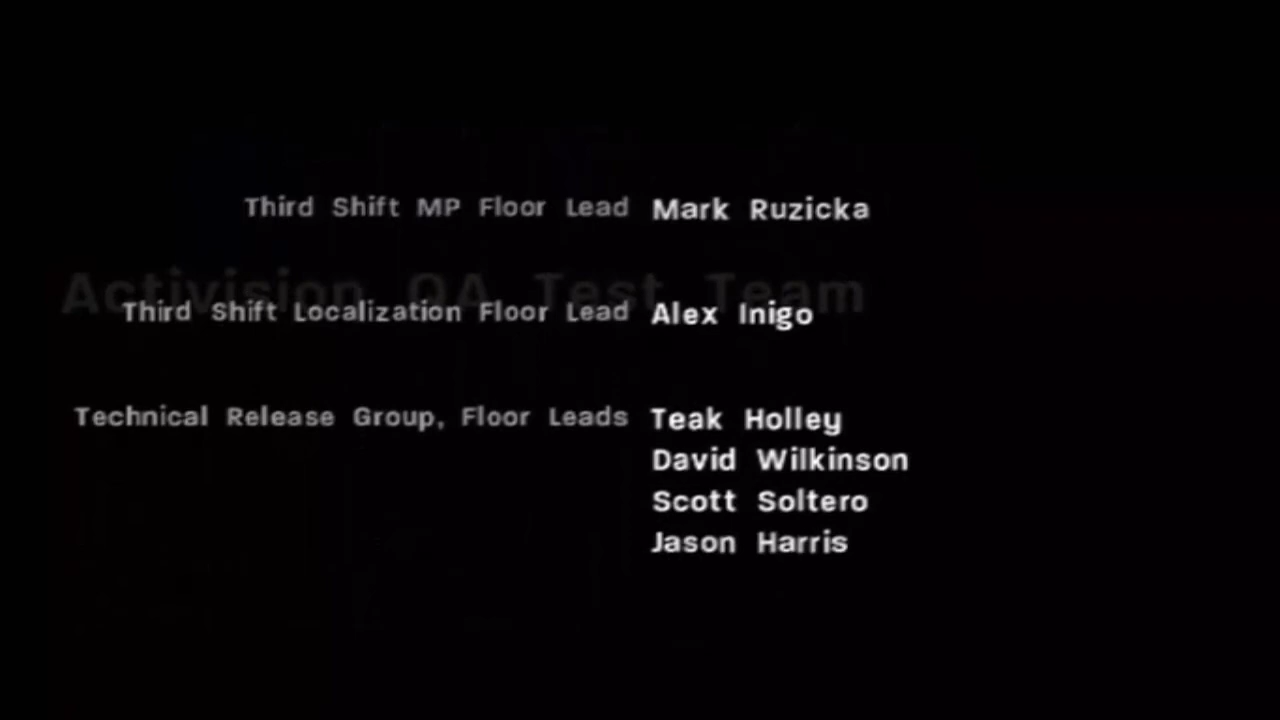 Third Shift MP Floor Lead Mark Ruzicka
Activision QA Test Team
Third Shift Localization Floor Lead Alex Inigo
Technical Release Group, Floor Leads Teak Holley
David Wilkinson
Scott Soltero
Jason Harris